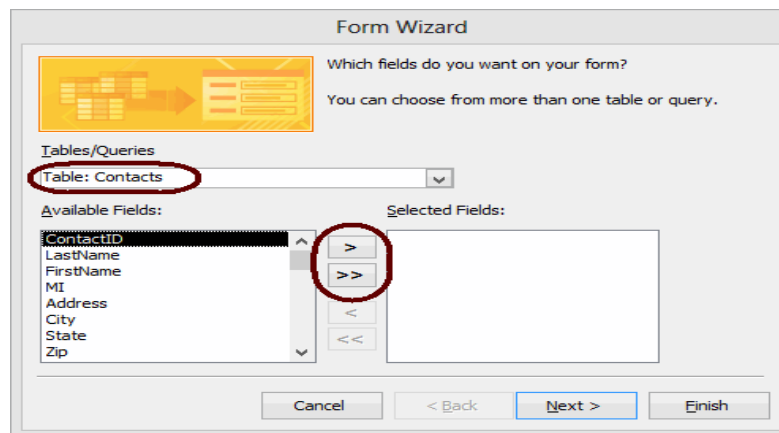 Form Wizard
Which fields do you want on your form?
You can choose from more than one table or query.
Tables/Queries
Table: Contacts
Available Fields:
Selected Fields:
ContactID
LastName
FirstName
MI
Address
City
State
Zip
>
>>
<
<<
Cancel
< Back
Next >
Finish